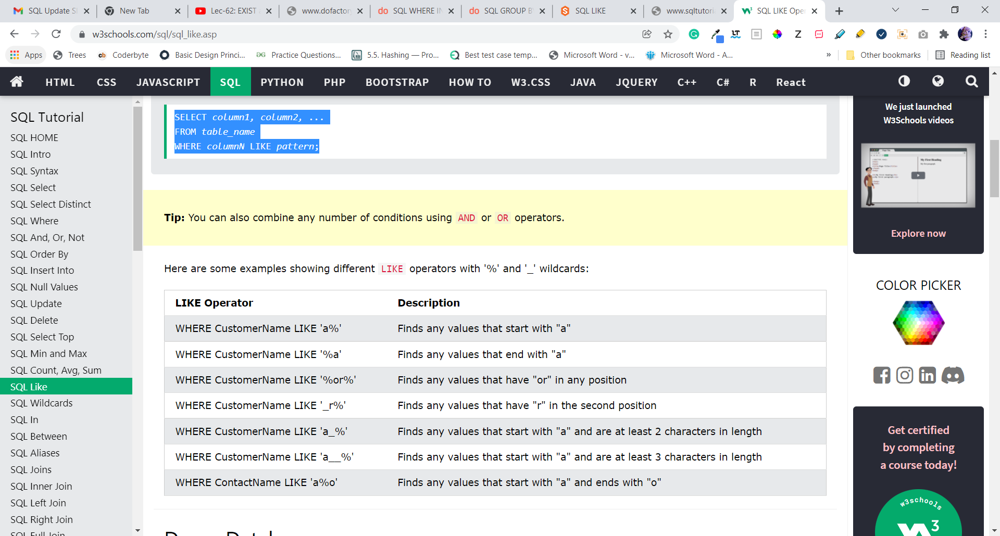 SQL Update S
New Tab
Lec-62: EXIST
www.dofactory
do SQL WHERE IN
do SQL GROUP B
SQL LIKE
www.sqltutori
SQL LIKE Ope
w3schools.com/sql/sql_like.asp
Apps
Trees
Coderbyte
Basic Design Princi...
Practice Questions...
5.5. Hashing — Pro...
Best test case temp...
Microsoft Word - v...
Microsoft Word - A...
»
Other bookmarks
Reading list
HTML CSS JAVASCRIPT SQL PYTHON PHP BOOTSTRAP HOW TO W3.CSS JAVA JQUERY C++ C# R React
SQL Tutorial
SQL HOME
SQL Intro
SQL Syntax
SQL Select
SQL Select Distinct
SQL Where
SQL And, Or, Not
SQL Order By
SQL Insert Into
SQL Null Values
SQL Update
SQL Delete
SQL Select Top
SQL Min and Max
SQL Count, Avg, Sum
SQL Like
SQL Wildcards
SQL In
SQL Between
SQL Aliases
SQL Joins
SQL Inner Join
SQL Left Join
SQL Right Join
SQL Full Join
SELECT column1, column2, ...
FROM table_name
WHERE columnN LIKE pattern;
Tip: You can also combine any number of conditions using AND or OR operators.
Here are some examples showing different LIKE operators with '%' and '_' wildcards:
LIKE Operator Description
WHERE CustomerName LIKE 'a%' Finds any values that start with "a"
WHERE CustomerName LIKE '%a' Finds any values that end with "a"
WHERE CustomerName LIKE '%or%' Finds any values that have "or" in any position
WHERE CustomerName LIKE '_r%' Finds any values that have "r" in the second position
WHERE CustomerName LIKE 'a_%' Finds any values that start with "a" and are at least 2 characters in length
WHERE CustomerName LIKE 'a__%' Finds any values that start with "a" and are at least 3 characters in length
WHERE ContactName LIKE 'a%o' Finds any values that start with "a" and ends with "o"
We just launched
W3Schools videos
My First Heading
Explore now
COLOR PICKER
Get certified
by completing
a course today!
w3schools
3